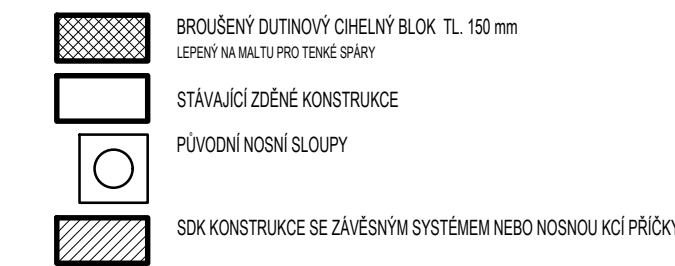 BROUŠENÝ DUTINOVÝ CIHELNÝ BLOK TL. 150 mm
LEPENÝ NA MALTU PRO TENKÉ SPÁRY
STÁVAJÍCÍ ZDĚNÉ KONSTRUKCE
PŮVODNÍ NOSNÍ SLOUPY
SDK KONSTRUKCE SE ZÁVĚSNÝM SYSTÉMEM NEBO NOSNOU KCÍ PŘÍČKY